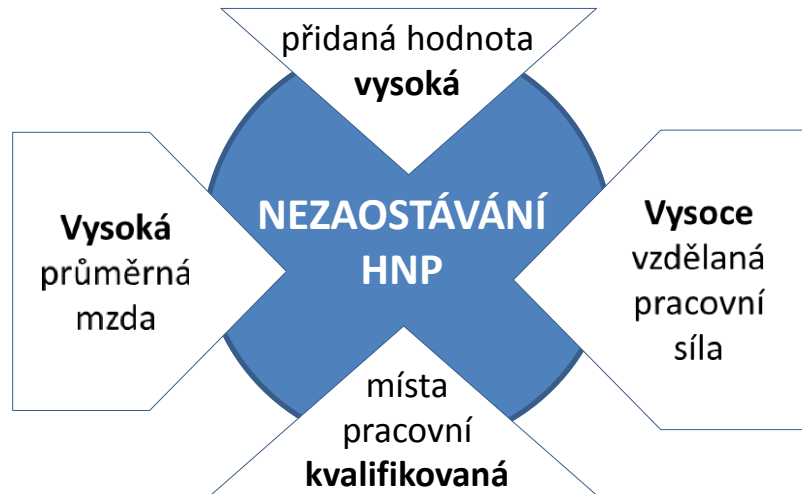 přidaná hodnota
vysoká
Vysoká
průměrná
mzda
NEZAOSTÁVÁNÍ
HNP
Vysoce
vzdělaná
pracovní
síla
místa
pracovní
kvalifikovaná